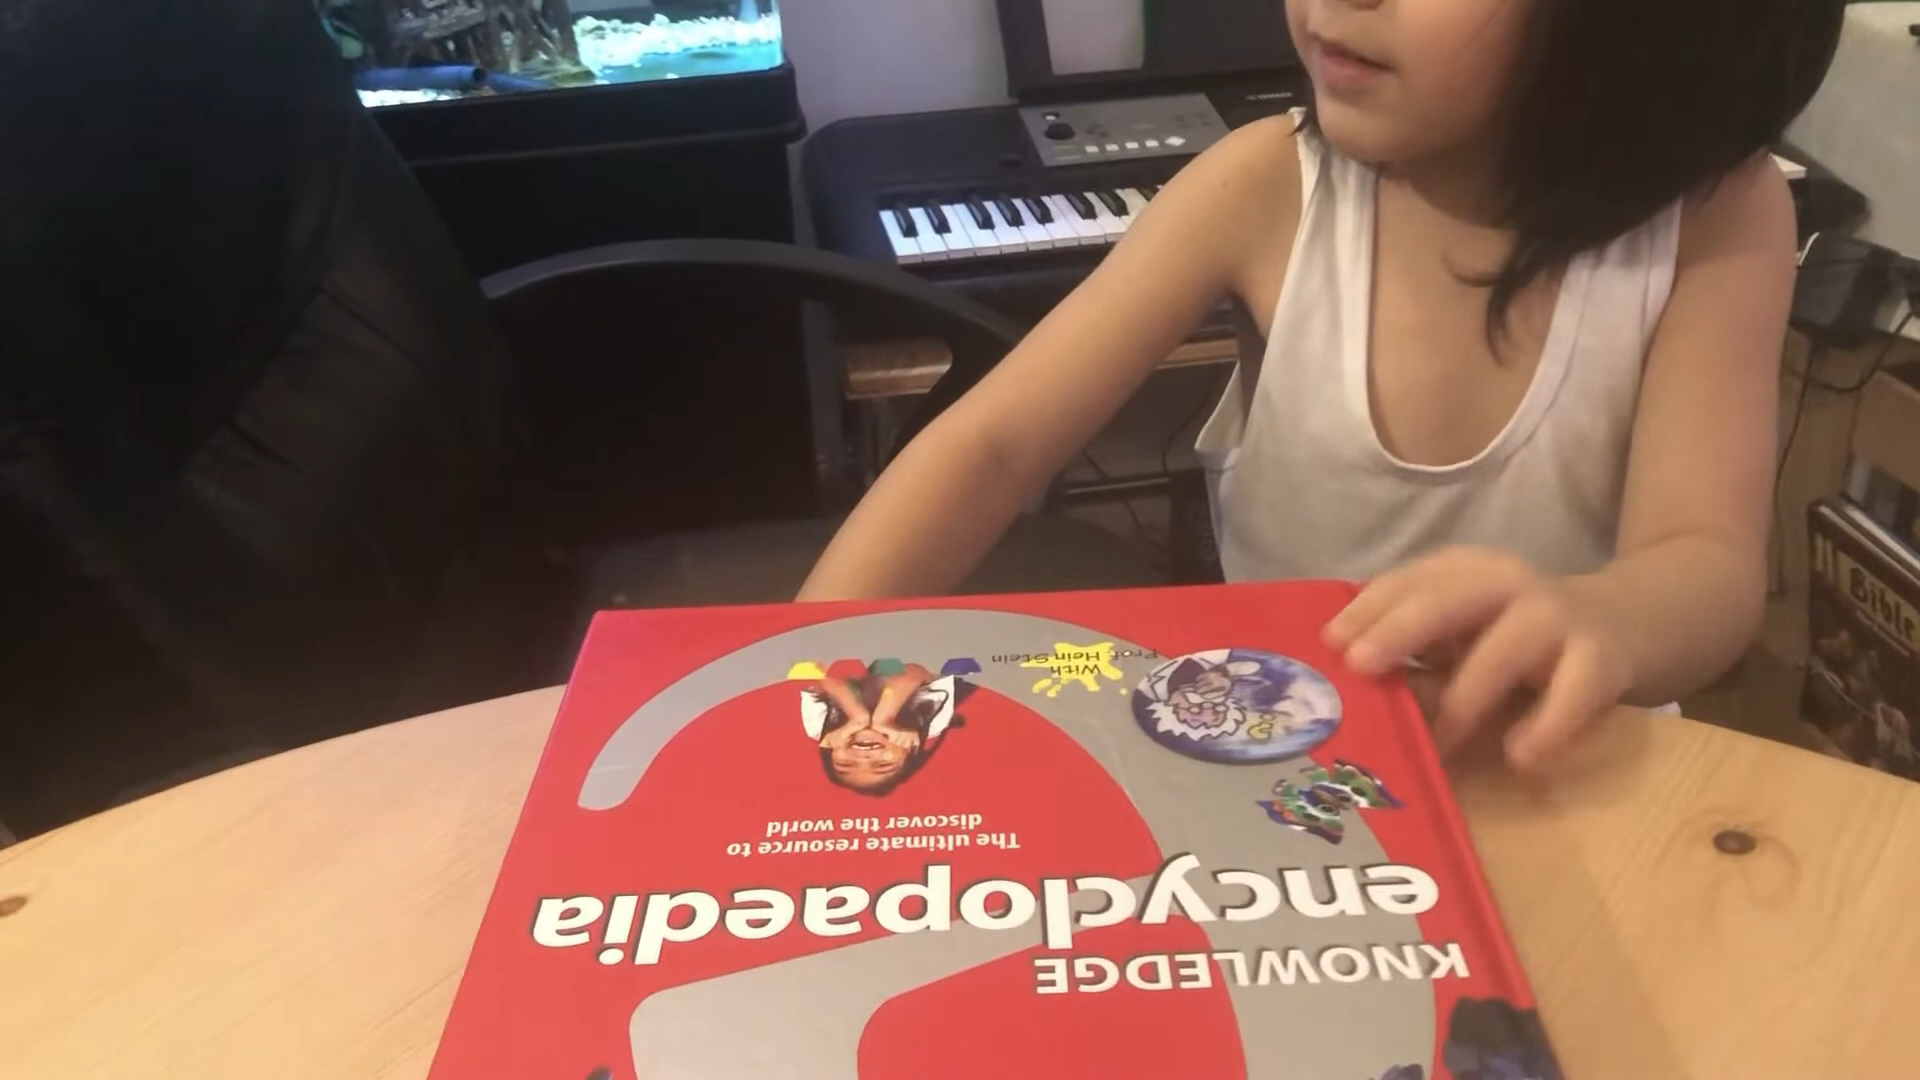 KNOWLEDGE
encyclopaedia
The ultimate resource to
discover the world
With
Prof. Hein Stein
Bible